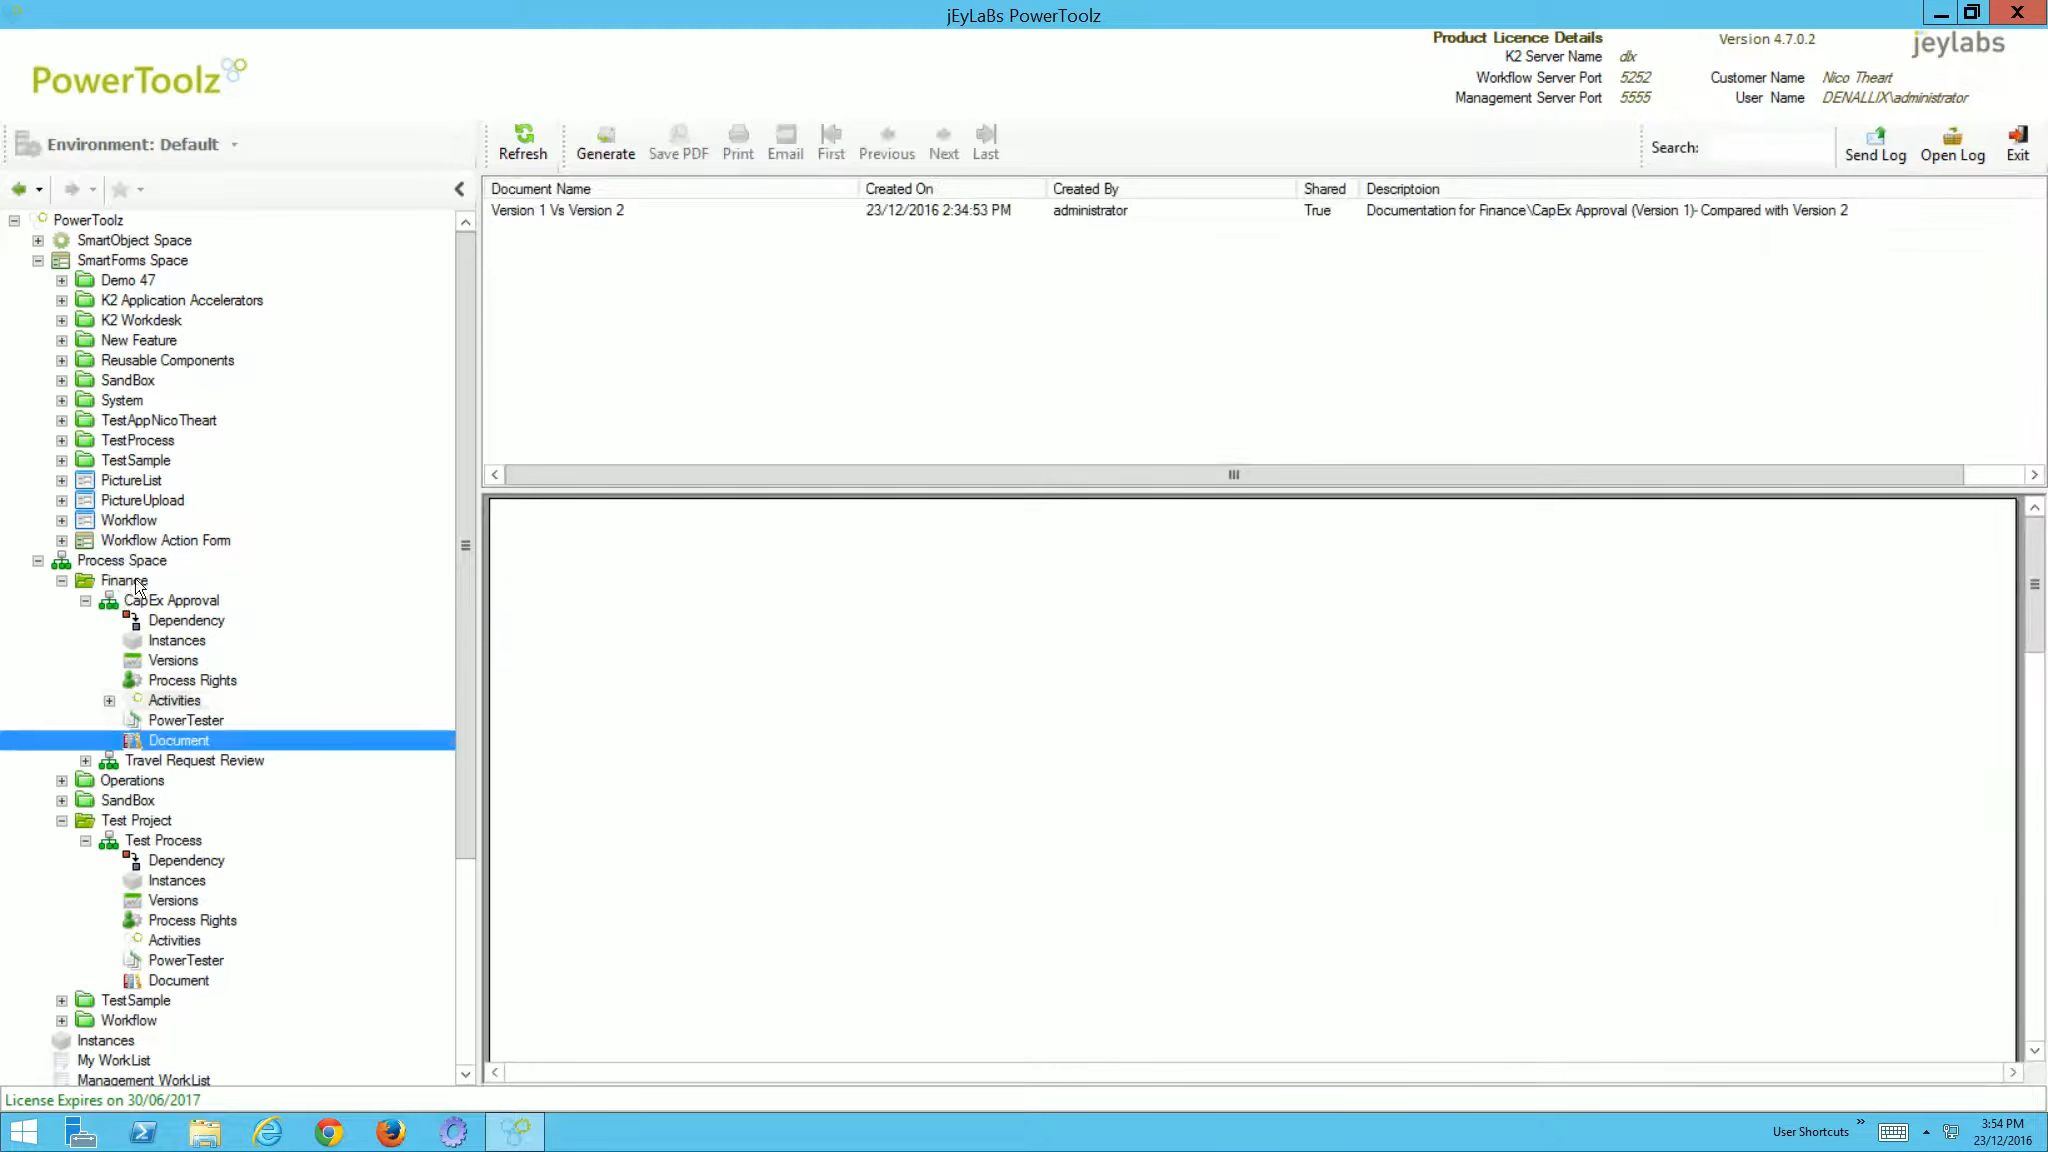 jEyLaBs PowerToolz
PowerToolz
Product Licence Details
K2 Server Name dlx
Workflow Server Port 5252
Management Server Port 5555
Version 4.7.0.2
Customer Name Nico Theart
User Name DENALLIX\administrator
jeylabs
Environment: Default
Refresh
Generate
Save PDF
Print
Email
First
Previous
Next
Last
Search:
Send Log
Open Log
Exit
PowerToolz
SmartObject Space
SmartForms Space
Demo 47
K2 Application Accelerators
K2 Workdesk
New Feature
Reusable Components
SandBox
System
TestAppNicoTheart
TestProcess
TestSample
PictureList
PictureUpload
Workflow
Workflow Action Form
Process Space
Finance
CapEx Approval
Dependency
Instances
Versions
Process Rights
Activities
PowerTester
Document
Travel Request Review
Operations
SandBox
Test Project
Test Process
Dependency
Instances
Versions
Process Rights
Activities
PowerTester
Document
TestSample
Workflow
Instances
My WorkList
Management WorkList
Document Name Created On Created By Shared Descriptoion
Version 1 Vs Version 2 23/12/2016 2:34:53 PM administrator True Documentation for Finance\CapEx Approval (Version 1)- Compared with Version 2
License Expires on 30/06/2017
User Shortcuts
3:54 PM
23/12/2016